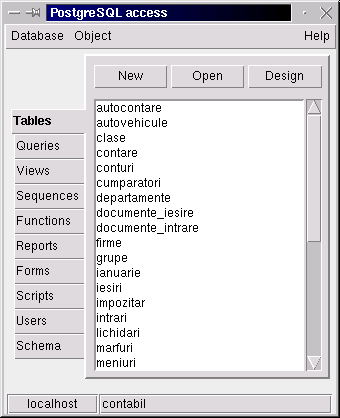 PostgreSQL access
Database Object Help
New Open Design
Tables
Queries
Views
Sequences
Functions
Reports
Forms
Scripts
Users
Schema
autocontare
autovehicule
clase
contare
conturi
cumparatori
departamente
documente_iesire
documente_intrare
firme
grupe
ianuarie
iesiri
impozitar
intrari
lichidari
marfuri
meniuri
localhost contabil